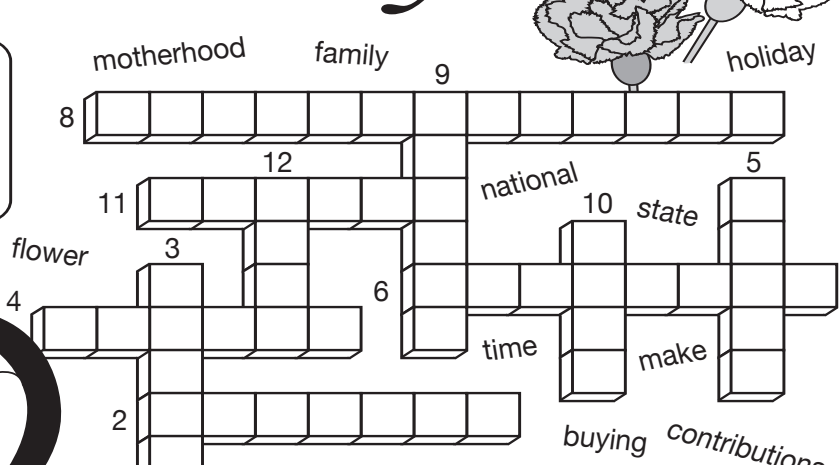 motherhood family holiday
9
8
12
5
11
national
10
state
flower
3
6
4
time
make
2
buying
contributions